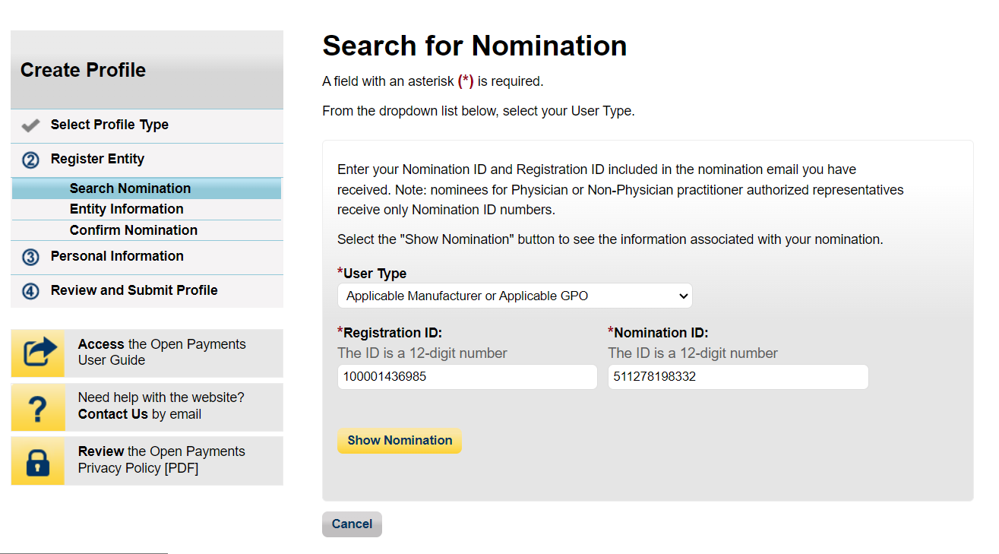 Create Profile
Select Profile Type
2 Register Entity
Search Nomination
Entity Information
Confirm Nomination
3 Personal Information
4 Review and Submit Profile
Access the Open Payments
User Guide
? Need help with the website?
Contact Us by email
Review the Open Payments
Privacy Policy [PDF]
Search for Nomination
A field with an asterisk (*) is required.
From the dropdown list below, select your User Type.
Enter your Nomination ID and Registration ID included in the nomination email you have
received. Note: nominees for Physician or Non-Physician practitioner authorized representatives
receive only Nomination ID numbers.
Select the "Show Nomination" button to see the information associated with your nomination.
*User Type
Applicable Manufacturer or Applicable GPO
*Registration ID: *Nomination ID:
The ID is a 12-digit number The ID is a 12-digit number
100001436985 511278198332
Show Nomination
Cancel